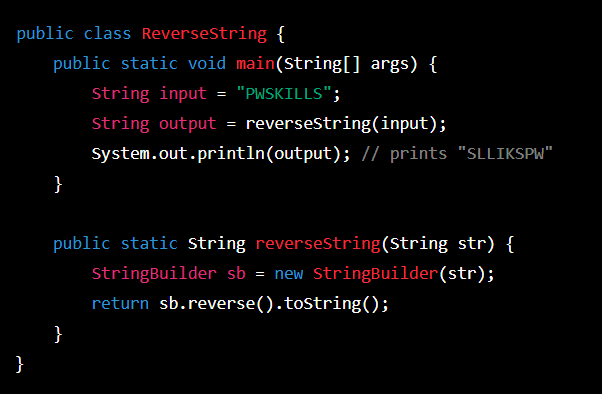 public class ReverseString {
    public static void main(String[] args) {
        String input = "PWSKILLS";
        String output = reverseString(input);
        System.out.println(output); // prints "SLLIKSPW"
    }

    public static String reverseString(String str) {
        StringBuilder sb = new StringBuilder(str);
        return sb.reverse().toString();
    }
}